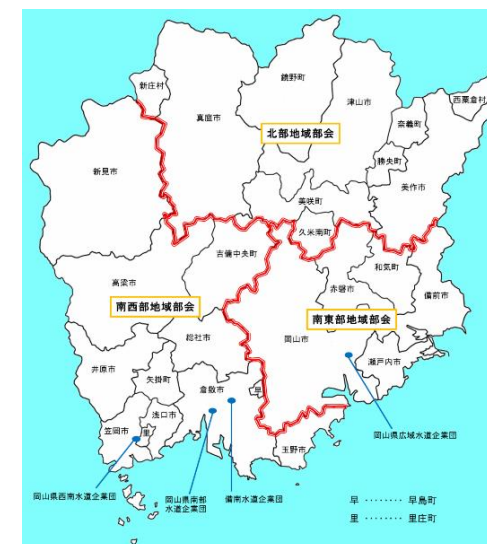 鏡野町
新庄村
津山市
西粟倉村
真庭市
奈義町
北部地域部会
勝央町
新見市
美作市
美咲町
久米南町
吉備中央町
和気町
高梁市
赤磐市
備前市
南西部地域部会
南東部地域部会
総社市
岡山市
井原市
瀬戸内市
矢掛町
倉敷市
早
浅口市
笠岡市
里
岡山県広域水道企業団
玉野市
岡山県西南水道企業団
岡山県南部
水道企業団
備南水道企業団
早 ‥‥‥‥ 早島町
里 ‥‥‥‥ 里庄町